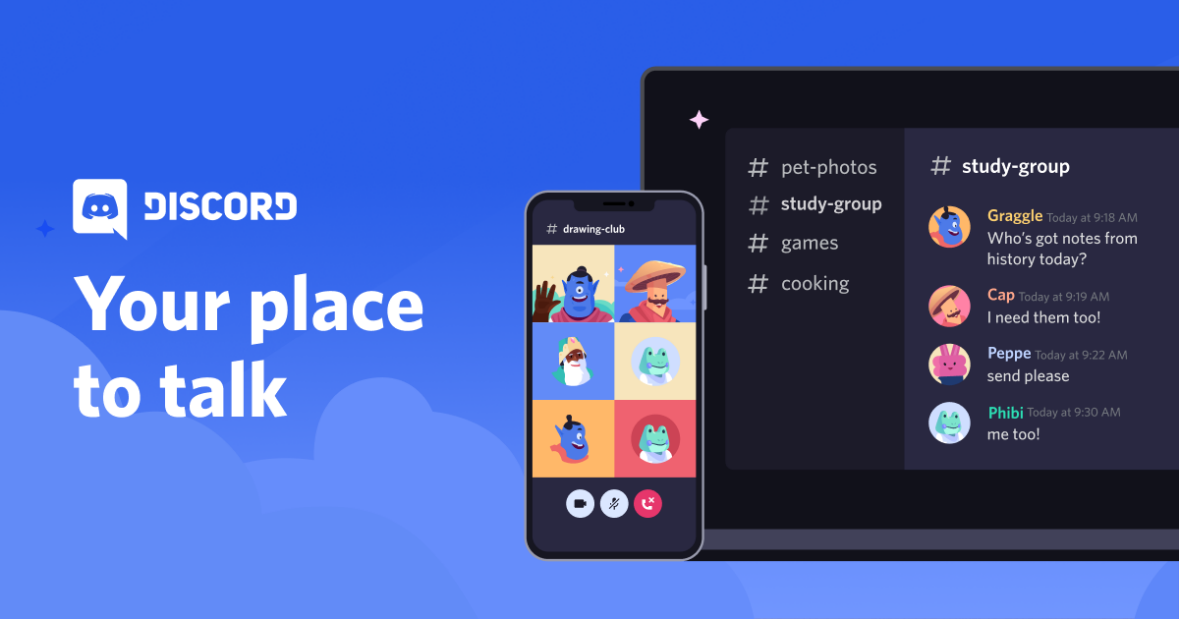 DISCORD
Your place
to talk
# drawing-club
# pet-photos
# study-group
# games
# cooking
# study-group
Graggle Today at 9:18 AM
Who's got notes from
history today?
Cap Today at 9:19 AM
I need them too!
Peppe Today at 9:22 AM
send please
Phibi Today at 9:30 AM
me too!